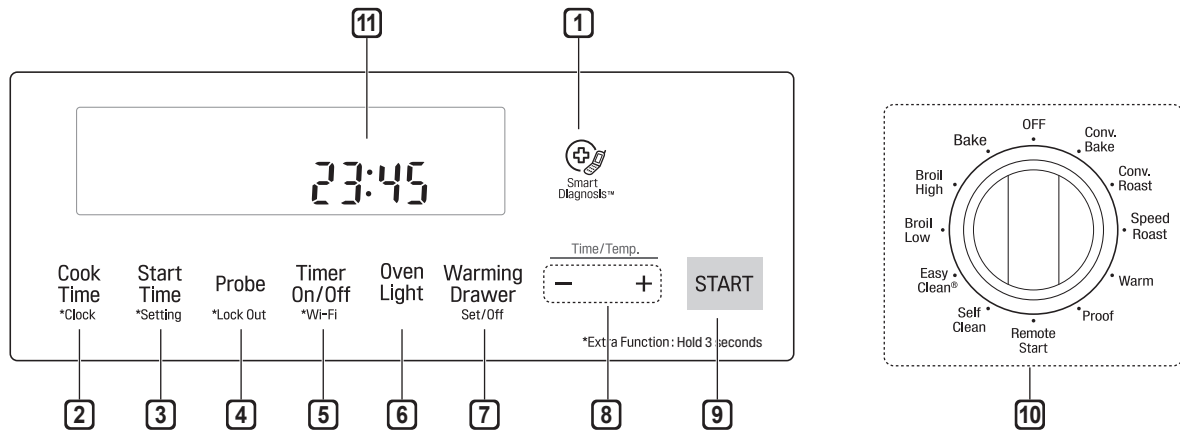 11
1
23:45
Smart
Diagnosis™
Time/Temp.
Cook
Time
*Clock
Start
Time
*Setting
Probe
*Lock Out
Timer
On/Off
*Wi-Fi
Oven
Light
Warming
Drawer
Set/Off
− +
START
*Extra Function: Hold 3 seconds
2
3
4
5
6
7
8
9
OFF
Conv.
Bake
Conv.
Roast
Speed
Roast
Warm
Proof
Remote
Start
Self
Clean
Easy
Clean®
Broil
Low
Broil
High
Bake
10